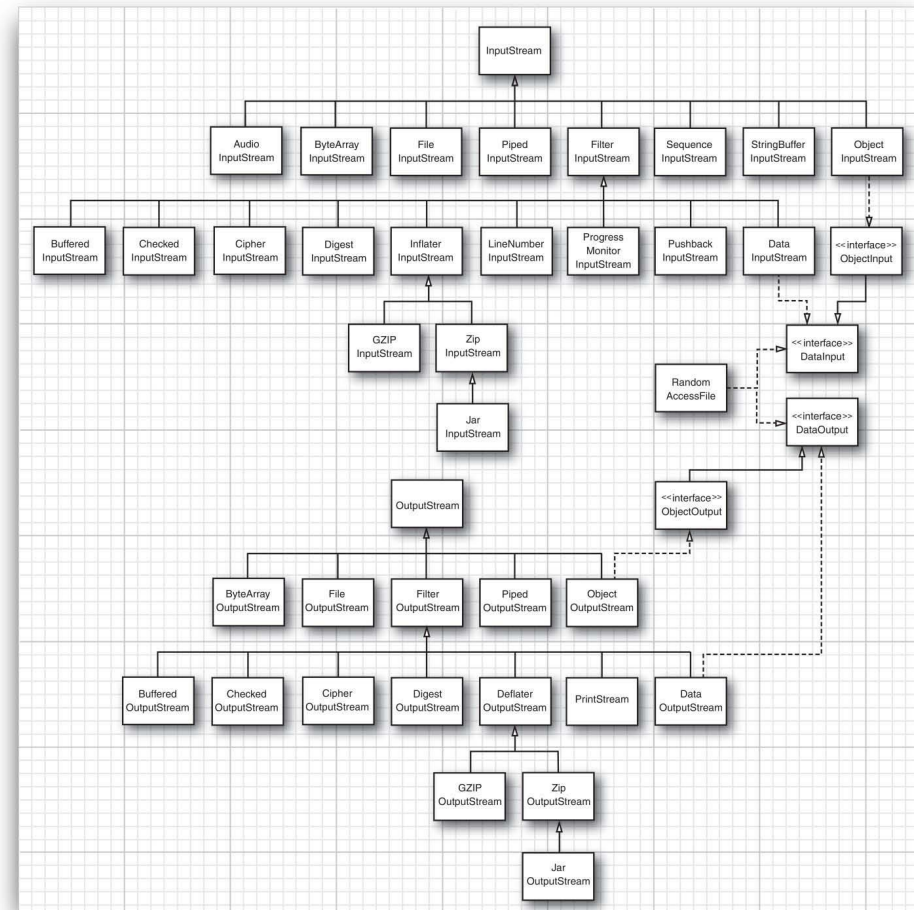 InputStream
Audio
InputStream
ByteArray
InputStream
File
InputStream
Piped
InputStream
Filter
InputStream
Sequence
InputStream
StringBuffer
InputStream
Object
InputStream
Buffered
InputStream
Checked
InputStream
Cipher
InputStream
Digest
InputStream
Inflater
InputStream
LineNumber
InputStream
Progress
Monitor
InputStream
Pushback
InputStream
Data
InputStream
<<interface>>
ObjectInput
GZIP
InputStream
Zip
InputStream
<<interface>>
DataInput
Random
AccessFile
Jar
InputStream
<<interface>>
DataOutput
OutputStream
<<interface>>
ObjectOutput
ByteArray
OutputStream
File
OutputStream
Filter
OutputStream
Piped
OutputStream
Object
OutputStream
Buffered
OutputStream
Checked
OutputStream
Cipher
OutputStream
Digest
OutputStream
Deflater
OutputStream
PrintStream
Data
OutputStream
GZIP
OutputStream
Zip
OutputStream
Jar
OutputStream